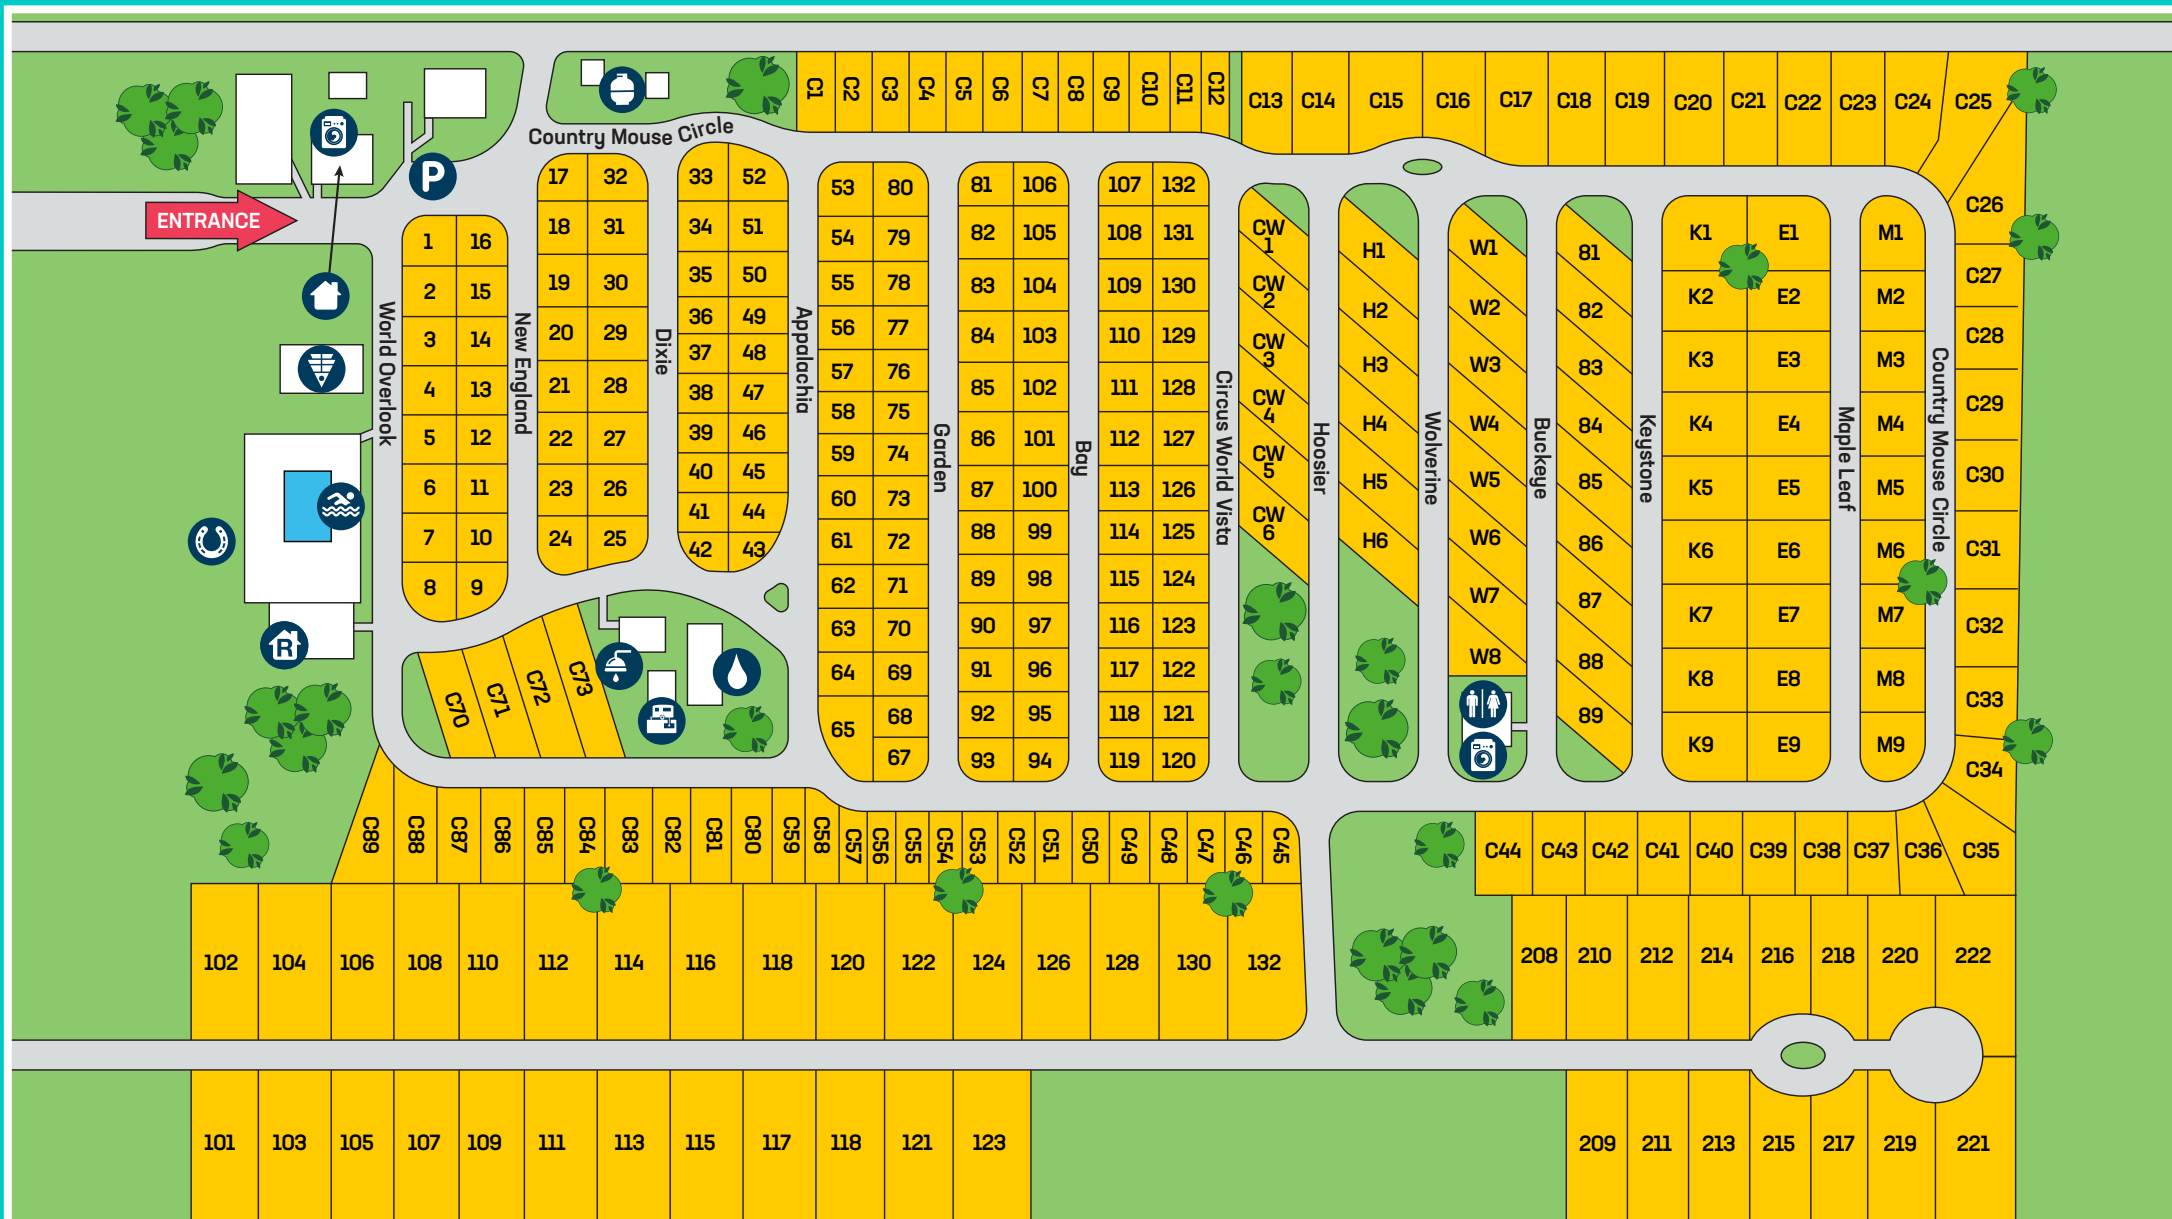 C1 C2 C3 C4 C5 C6 C7 C8 C9 C10 C11 C12 C13 C14 C15 C16 C17 C18 C19 C20 C21 C22 C23 C24 C25
Country Mouse Circle
P
ENTRANCE
1 16
2 15
3 14
4 13
5 12
6 11
7 10
8 9
17 32
18 31
19 30
20 29
21 28
22 27
23 26
24 25
33 52
34 51
35 50
36 49
37 48
38 47
39 46
40 45
41 44
42 43
53 80
54 79
55 78
56 77
57 76
58 75
59 74
60 73
61 72
62 71
63 70
64 69
65 68
67
81 106
82 105
83 104
84 103
85 102
86 101
87 100
88 99
89 98
90 97
91 96
92 95
93 94
107 132
108 131
109 130
110 129
111 128
112 127
113 126
114 125
115 124
116 123
117 122
118 121
119 120
CW
1
CW
2
CW
3
CW
4
CW
5
CW
6
H1
H2
H3
H4
H5
H6
W1
W2
W3
W4
W5
W6
W7
W8
81
82
83
84
85
86
87
88
89
K1 E1
K2 E2
K3 E3
K4 E4
K5 E5
K6 E6
K7 E7
K8 E8
K9 E9
M1
M2
M3
M4
M5
M6
M7
M8
M9
C26
C27
C28
C29
C30
C31
C32
C33
C34
World Overlook
New England
Dixie
Appalachia
Garden
Bay
Circus World Vista
Hoosier
Wolverine
Buckeye
Keystone
Maple Leaf
Country Mouse Circle
R
C70 C71 C72 C73
C89 C88 C87 C86 C85 C84 C83 C82 C81 C80 C59 C58 C57 C56 C55 C54 C53 C52 C51 C50 C49 C48 C47 C46 C45
C44 C43 C42 C41 C40 C39 C38 C37 C36 C35
102 104 106 108 110 112 114 116 118 120 122 124 126 128 130 132
208 210 212 214 216 218 220 222
101 103 105 107 109 111 113 115 117 118 121 123
209 211 213 215 217 219 221